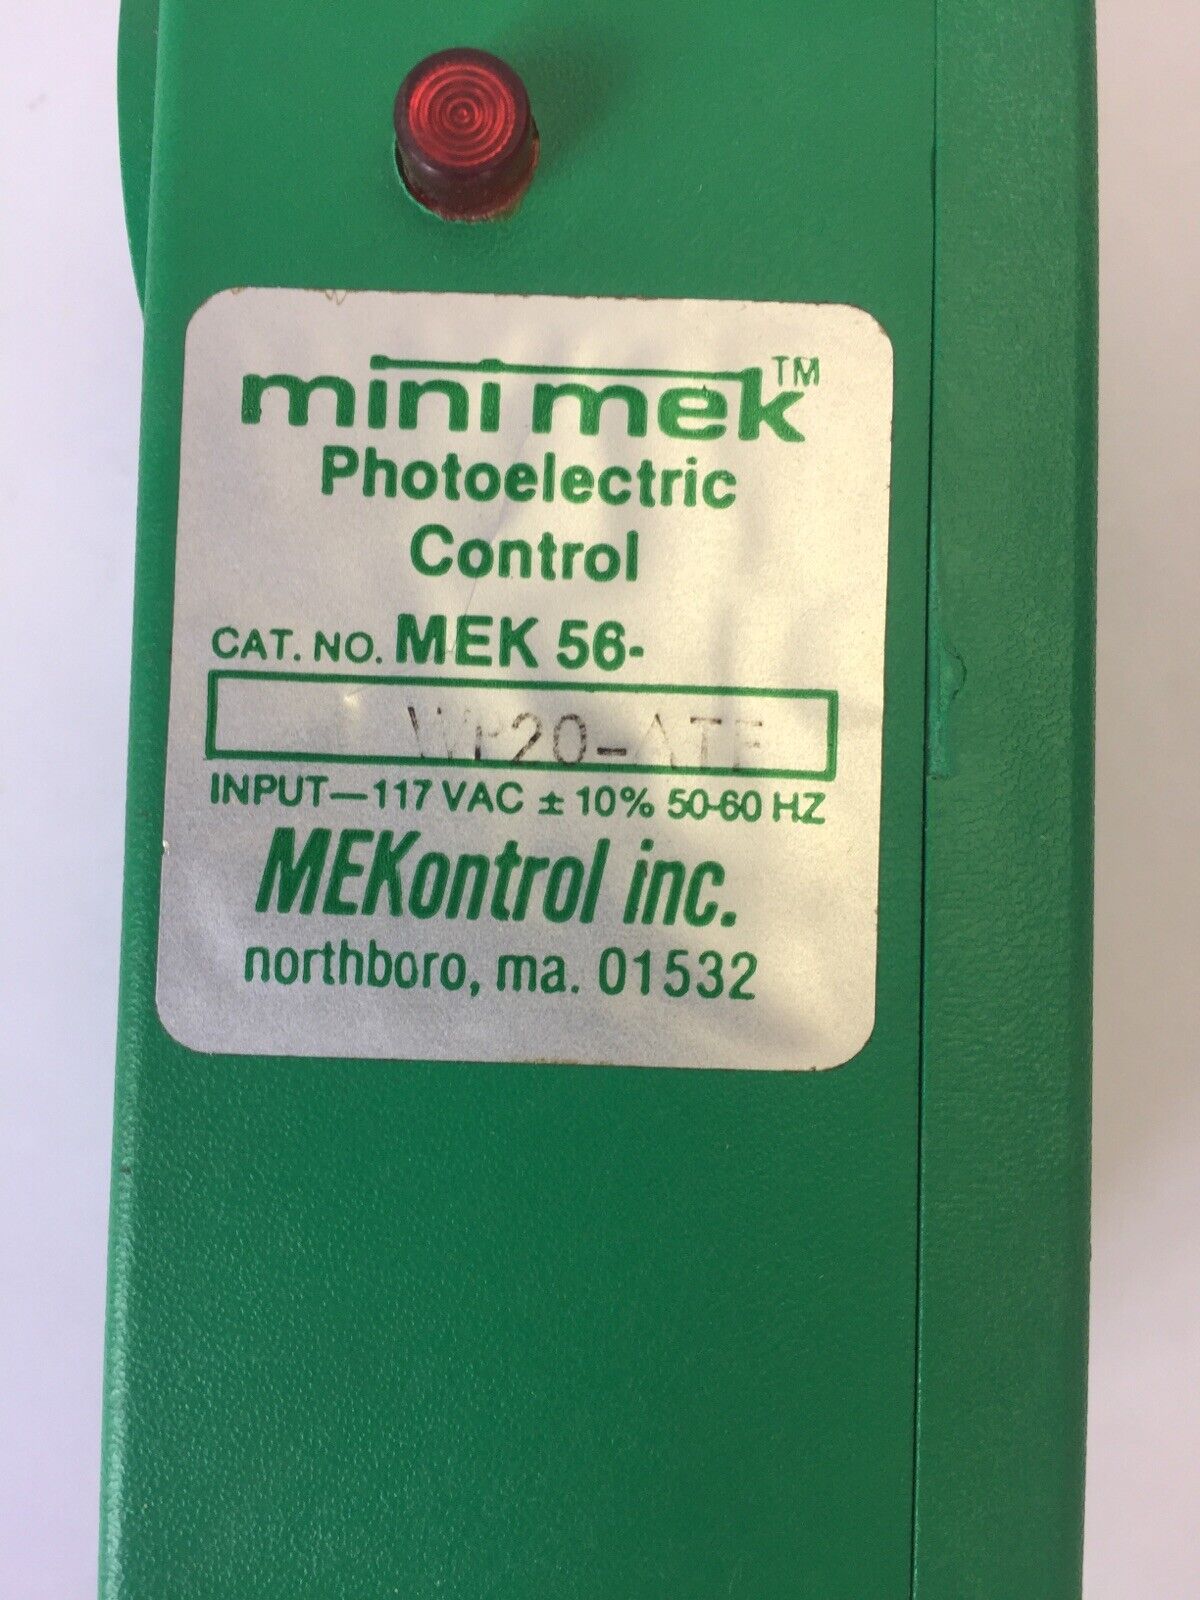 mini mek™
Photoelectric
Control
CAT. NO. MEK 56-
INPUT—117 VAC ± 10% 50-60 HZ
MEKontrol inc.
northboro, ma. 01532